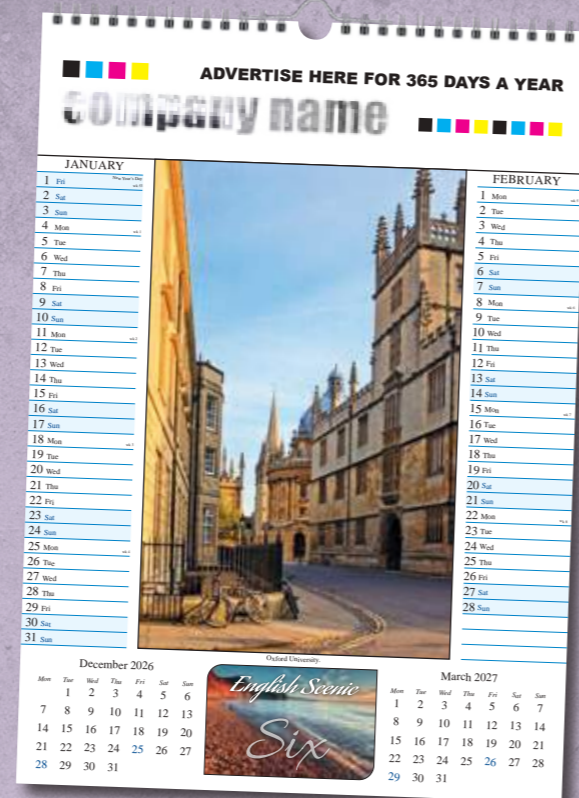 ADVERTISE HERE FOR 365 DAYS A YEAR
company name
JANUARY
1 Fri New Year's Day
2 Sat
3 Sun
4 Mon
5 Tue
6 Wed
7 Thu
8 Fri
9 Sat
10 Sun
11 Mon
12 Tue
13 Wed
14 Thu
15 Fri
16 Sat
17 Sun
18 Mon
19 Tue
20 Wed
21 Thu
22 Fri
23 Sat
24 Sun
25 Mon
26 Tue
27 Wed
28 Thu
29 Fri
30 Sat
31 Sun
FEBRUARY
1 Mon
2 Tue
3 Wed
4 Thu
5 Fri
6 Sat
7 Sun
8 Mon
9 Tue
10 Wed
11 Thu
12 Fri
13 Sat
14 Sun
15 Mon
16 Tue
17 Wed
18 Thu
19 Fri
20 Sat
21 Sun
22 Mon
23 Tue
24 Wed
25 Thu
26 Fri
27 Sat
28 Sun
Oxford University.
December 2026
Mon Tue Wed Thu Fri Sat Sun
1 2 3 4 5 6
7 8 9 10 11 12 13
14 15 16 17 18 19 20
21 22 23 24 25 26 27
28 29 30 31
English Scenic
Six
March 2027
Mon Tue Wed Thu Fri Sat Sun
1 2 3 4 5 6 7
8 9 10 11 12 13 14
15 16 17 18 19 20 21
22 23 24 25 26 27 28
29 30 31